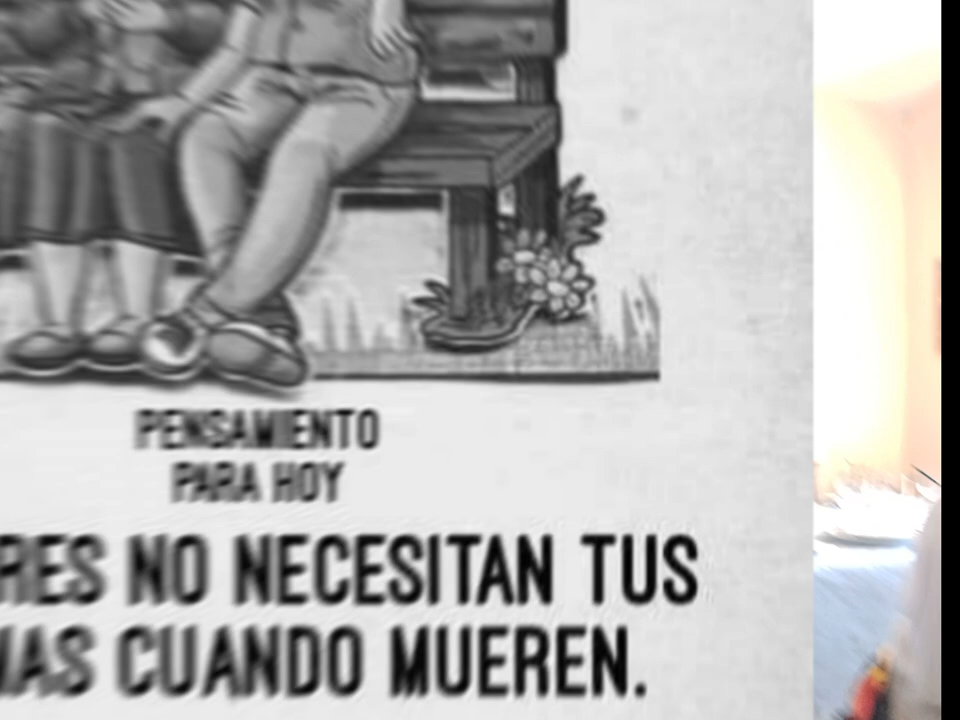 PENSAMIENTO
PARA HOY
NO NECESITAN TUS
CUANDO MUEREN.